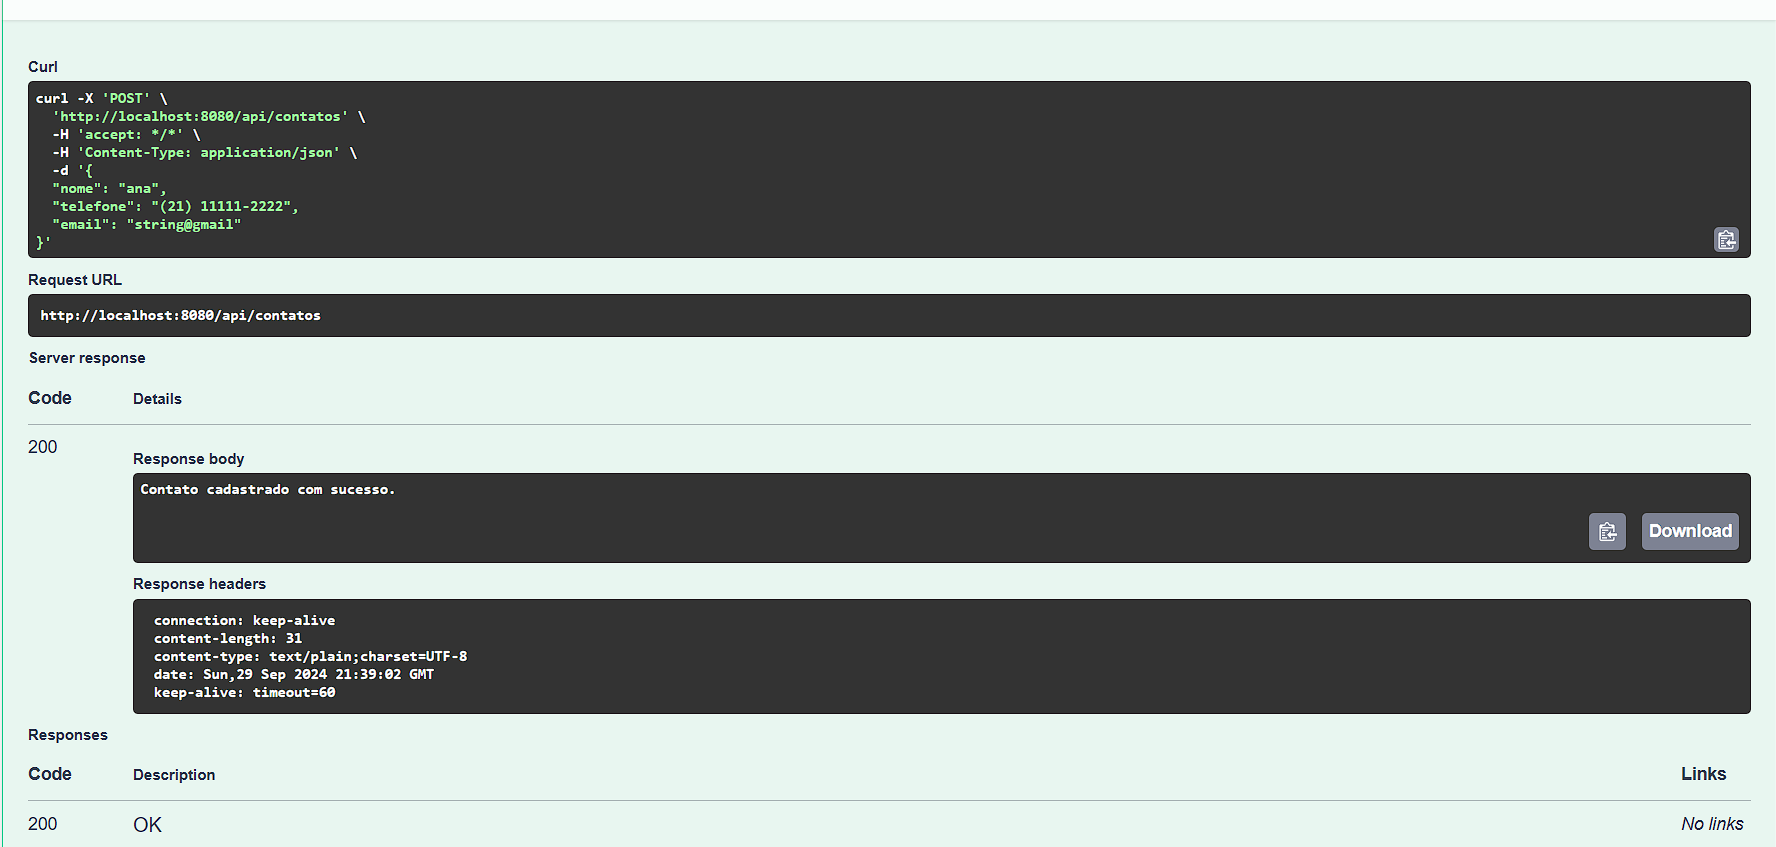 Curl
curl -X 'POST' \
'http://localhost:8080/api/contatos' \
-H 'accept: */*' \
-H 'Content-Type: application/json' \
-d '{
"nome": "ana",
"telefone": "(21) 11111-2222",
"email": "string@gmail"
}'
Request URL
http://localhost:8080/api/contatos
Server response
Code Details
200
Response body
Contato cadastrado com sucesso.
Download
Response headers
connection: keep-alive
content-length: 31
content-type: text/plain;charset=UTF-8
date: Sun,29 Sep 2024 21:39:02 GMT
keep-alive: timeout=60
Responses
Code Description Links
200 OK No links